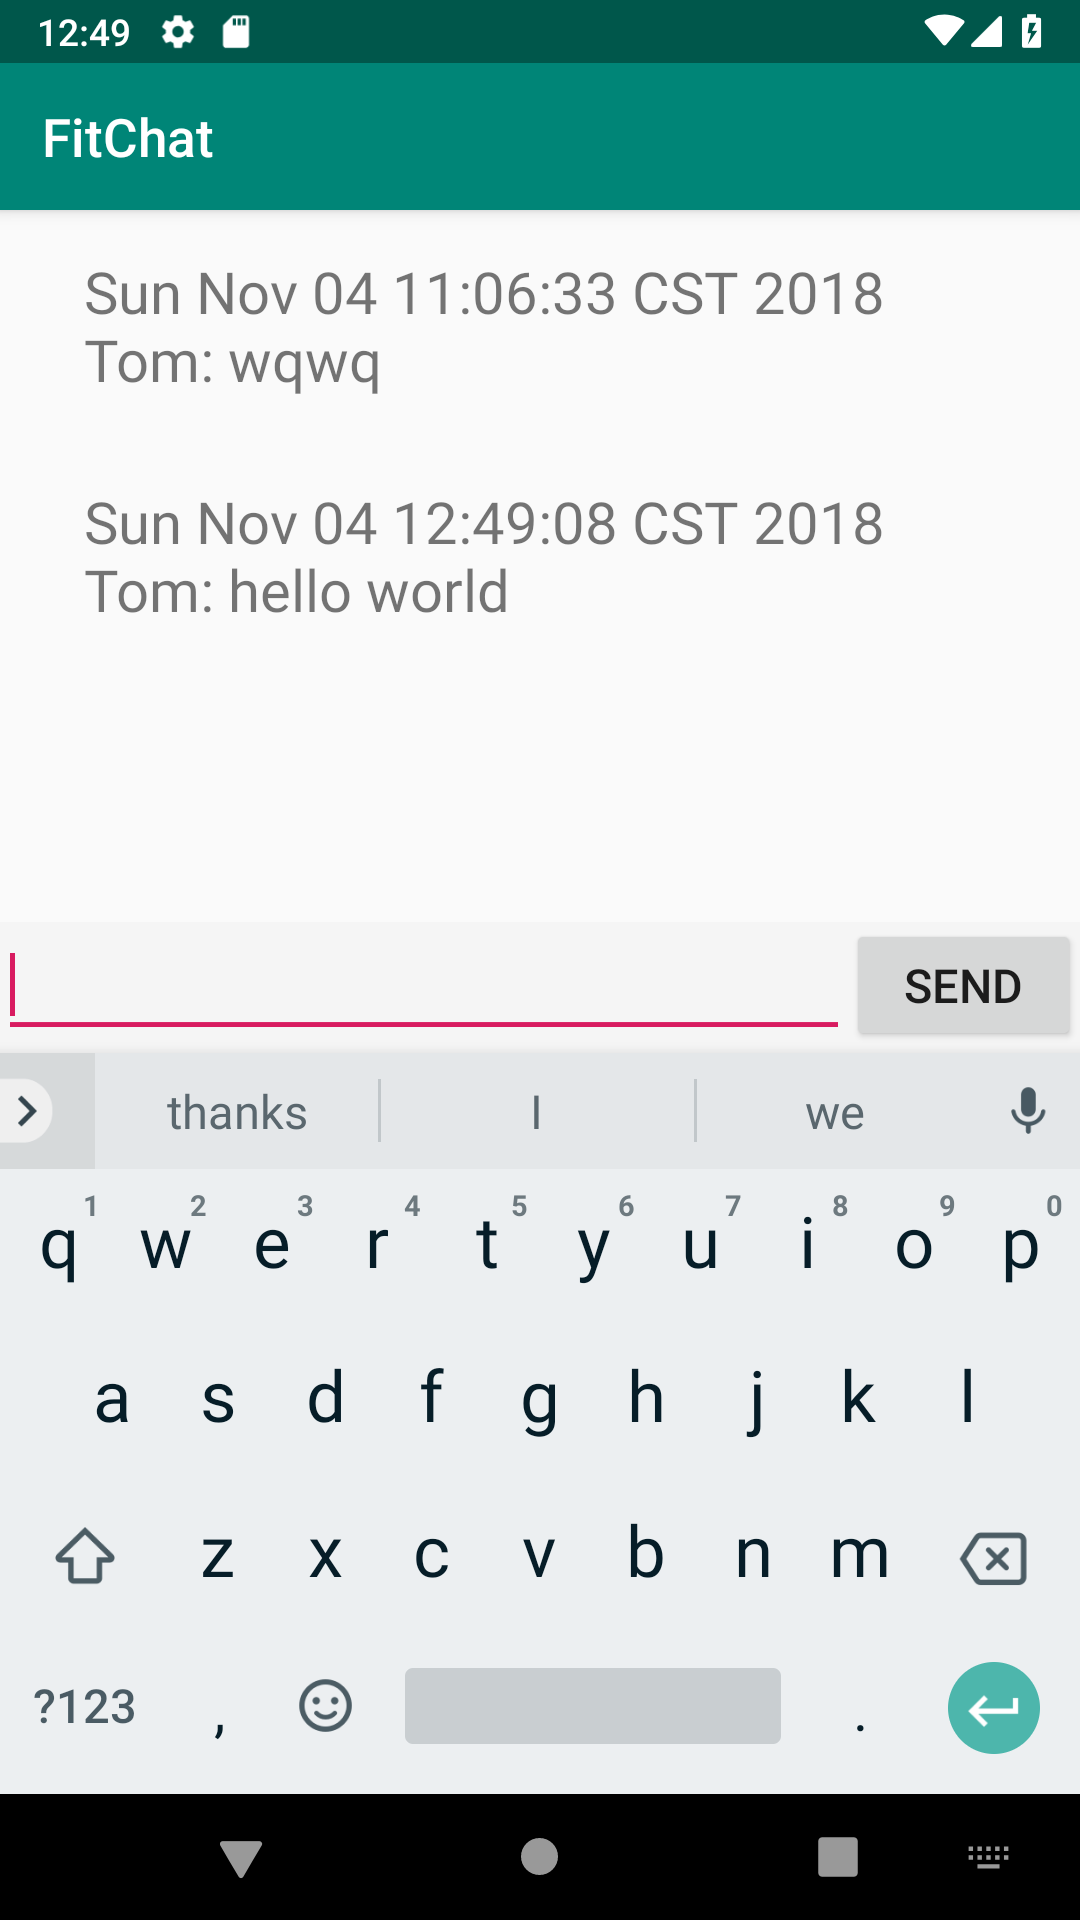 12:49
FitChat
Sun Nov 04 11:06:33 CST 2018
Tom: wqwq
Sun Nov 04 12:49:08 CST 2018
Tom: hello world
SEND
thanks I we
1 2 3 4 5 6 7 8 9 0
q w e r t y u i o p
a s d f g h j k l
z x c v b n m
?123 , .